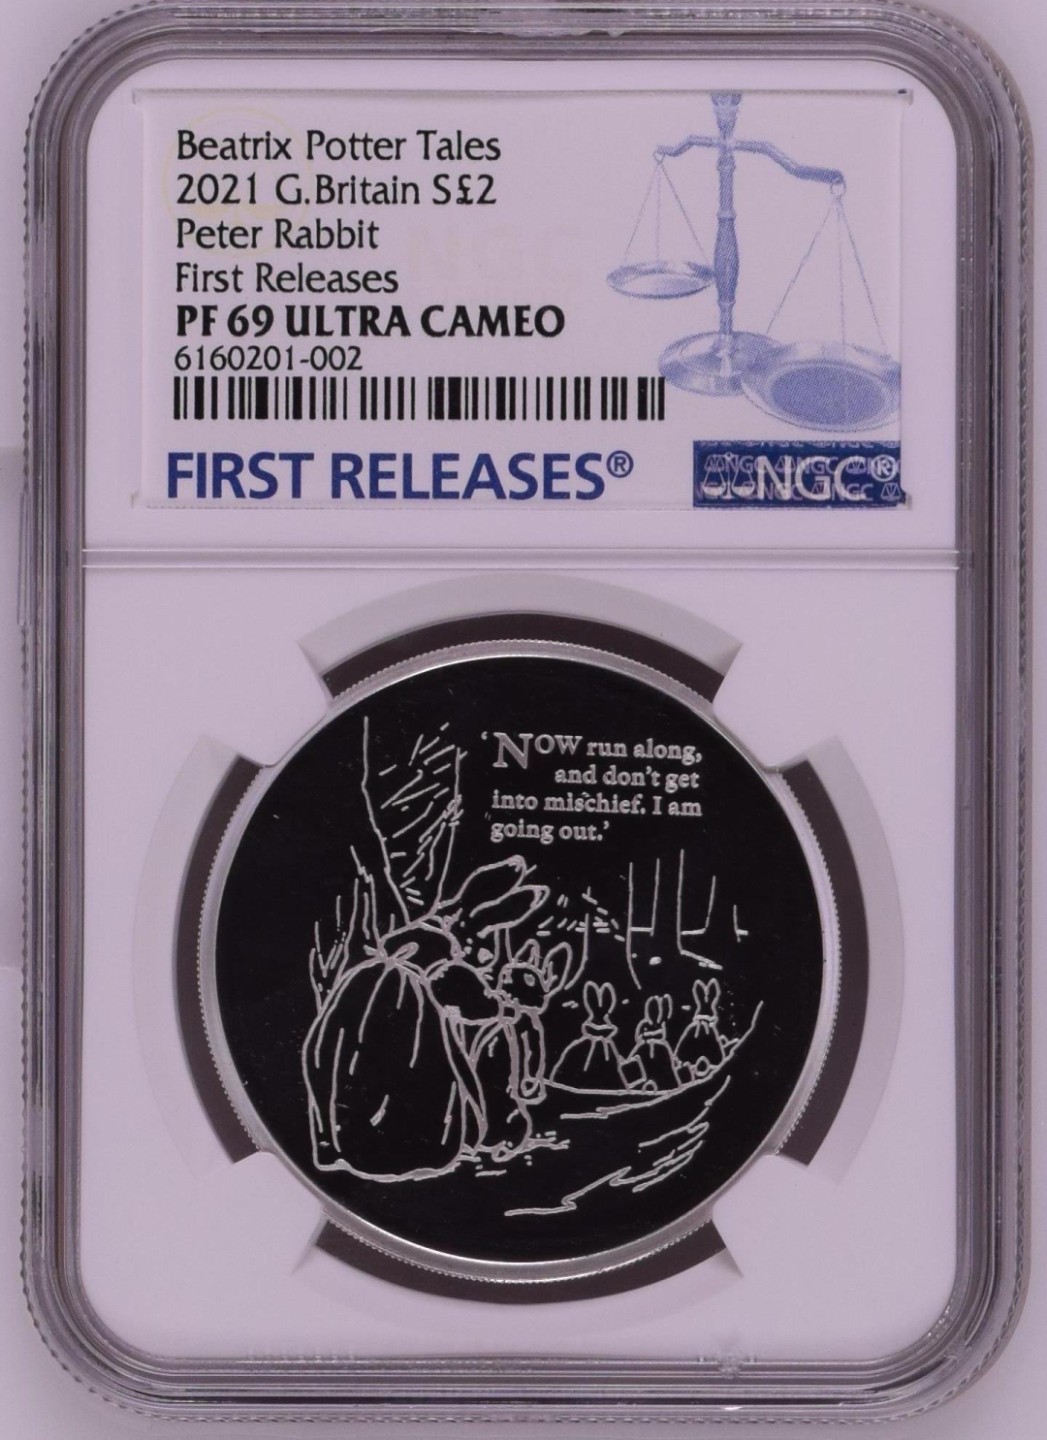 Beatrix Potter Tales
2021 G.Britain S£2
Peter Rabbit
First Releases
PF 69 ULTRA CAMEO
6160201-002
FIRST RELEASES®
NGC®
'NOW run along,
and don't get
into mischief. I am
going out.'